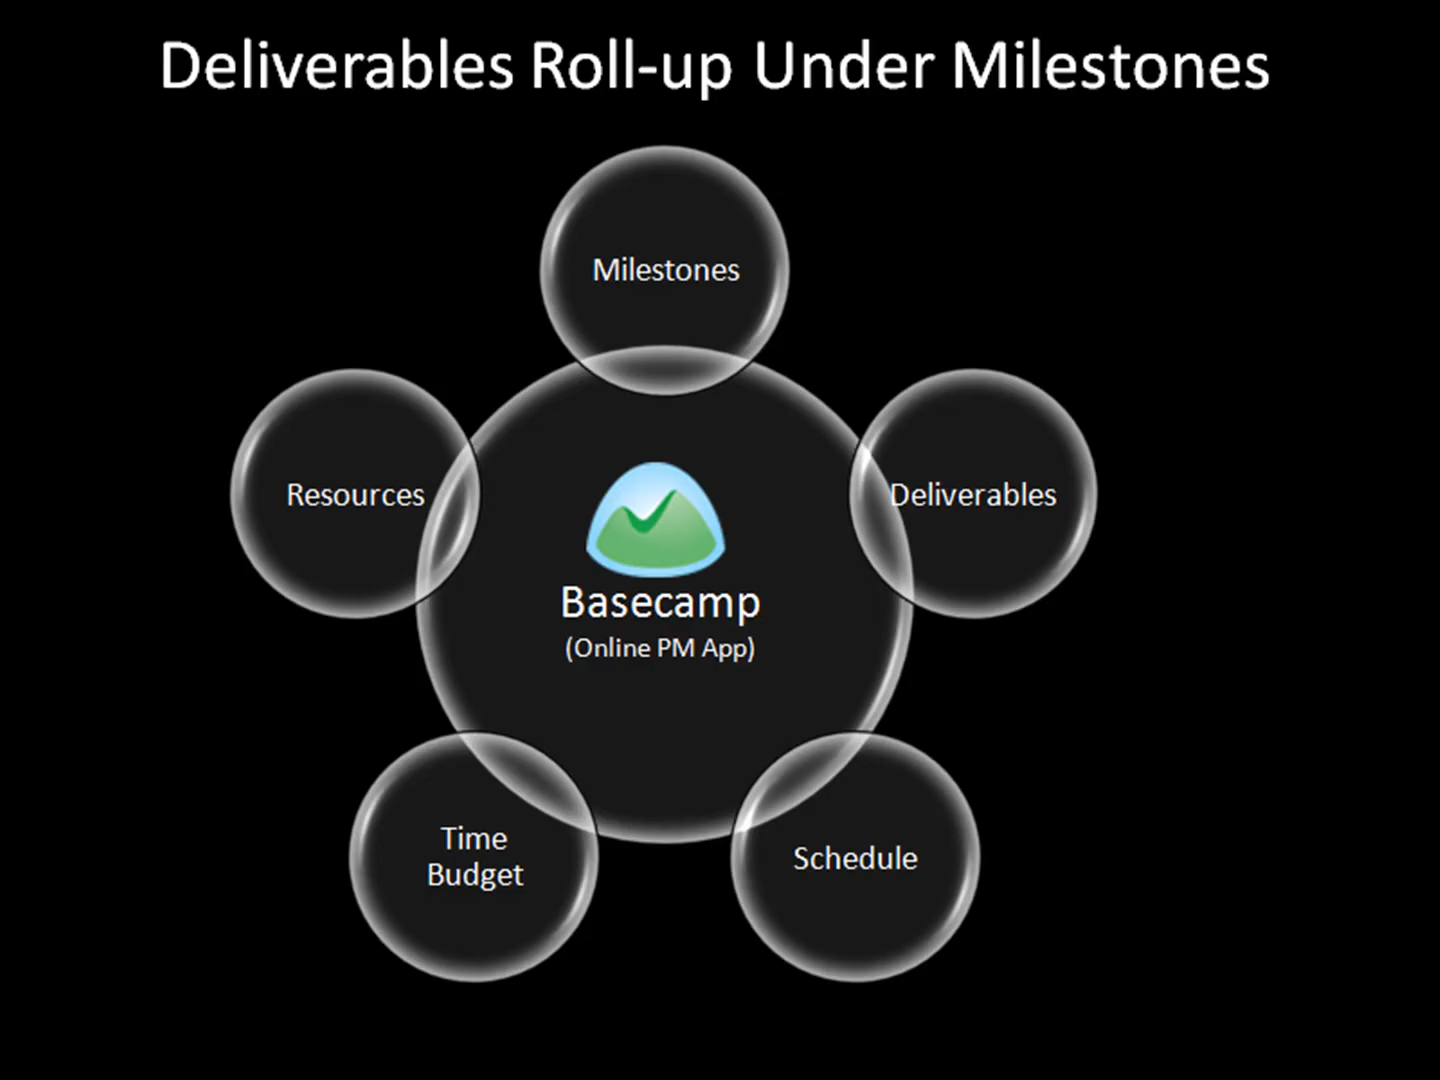 Deliverables Roll-up Under Milestones
Milestones
Resources
Deliverables
Basecamp
(Online PM App)
Time
Budget
Schedule